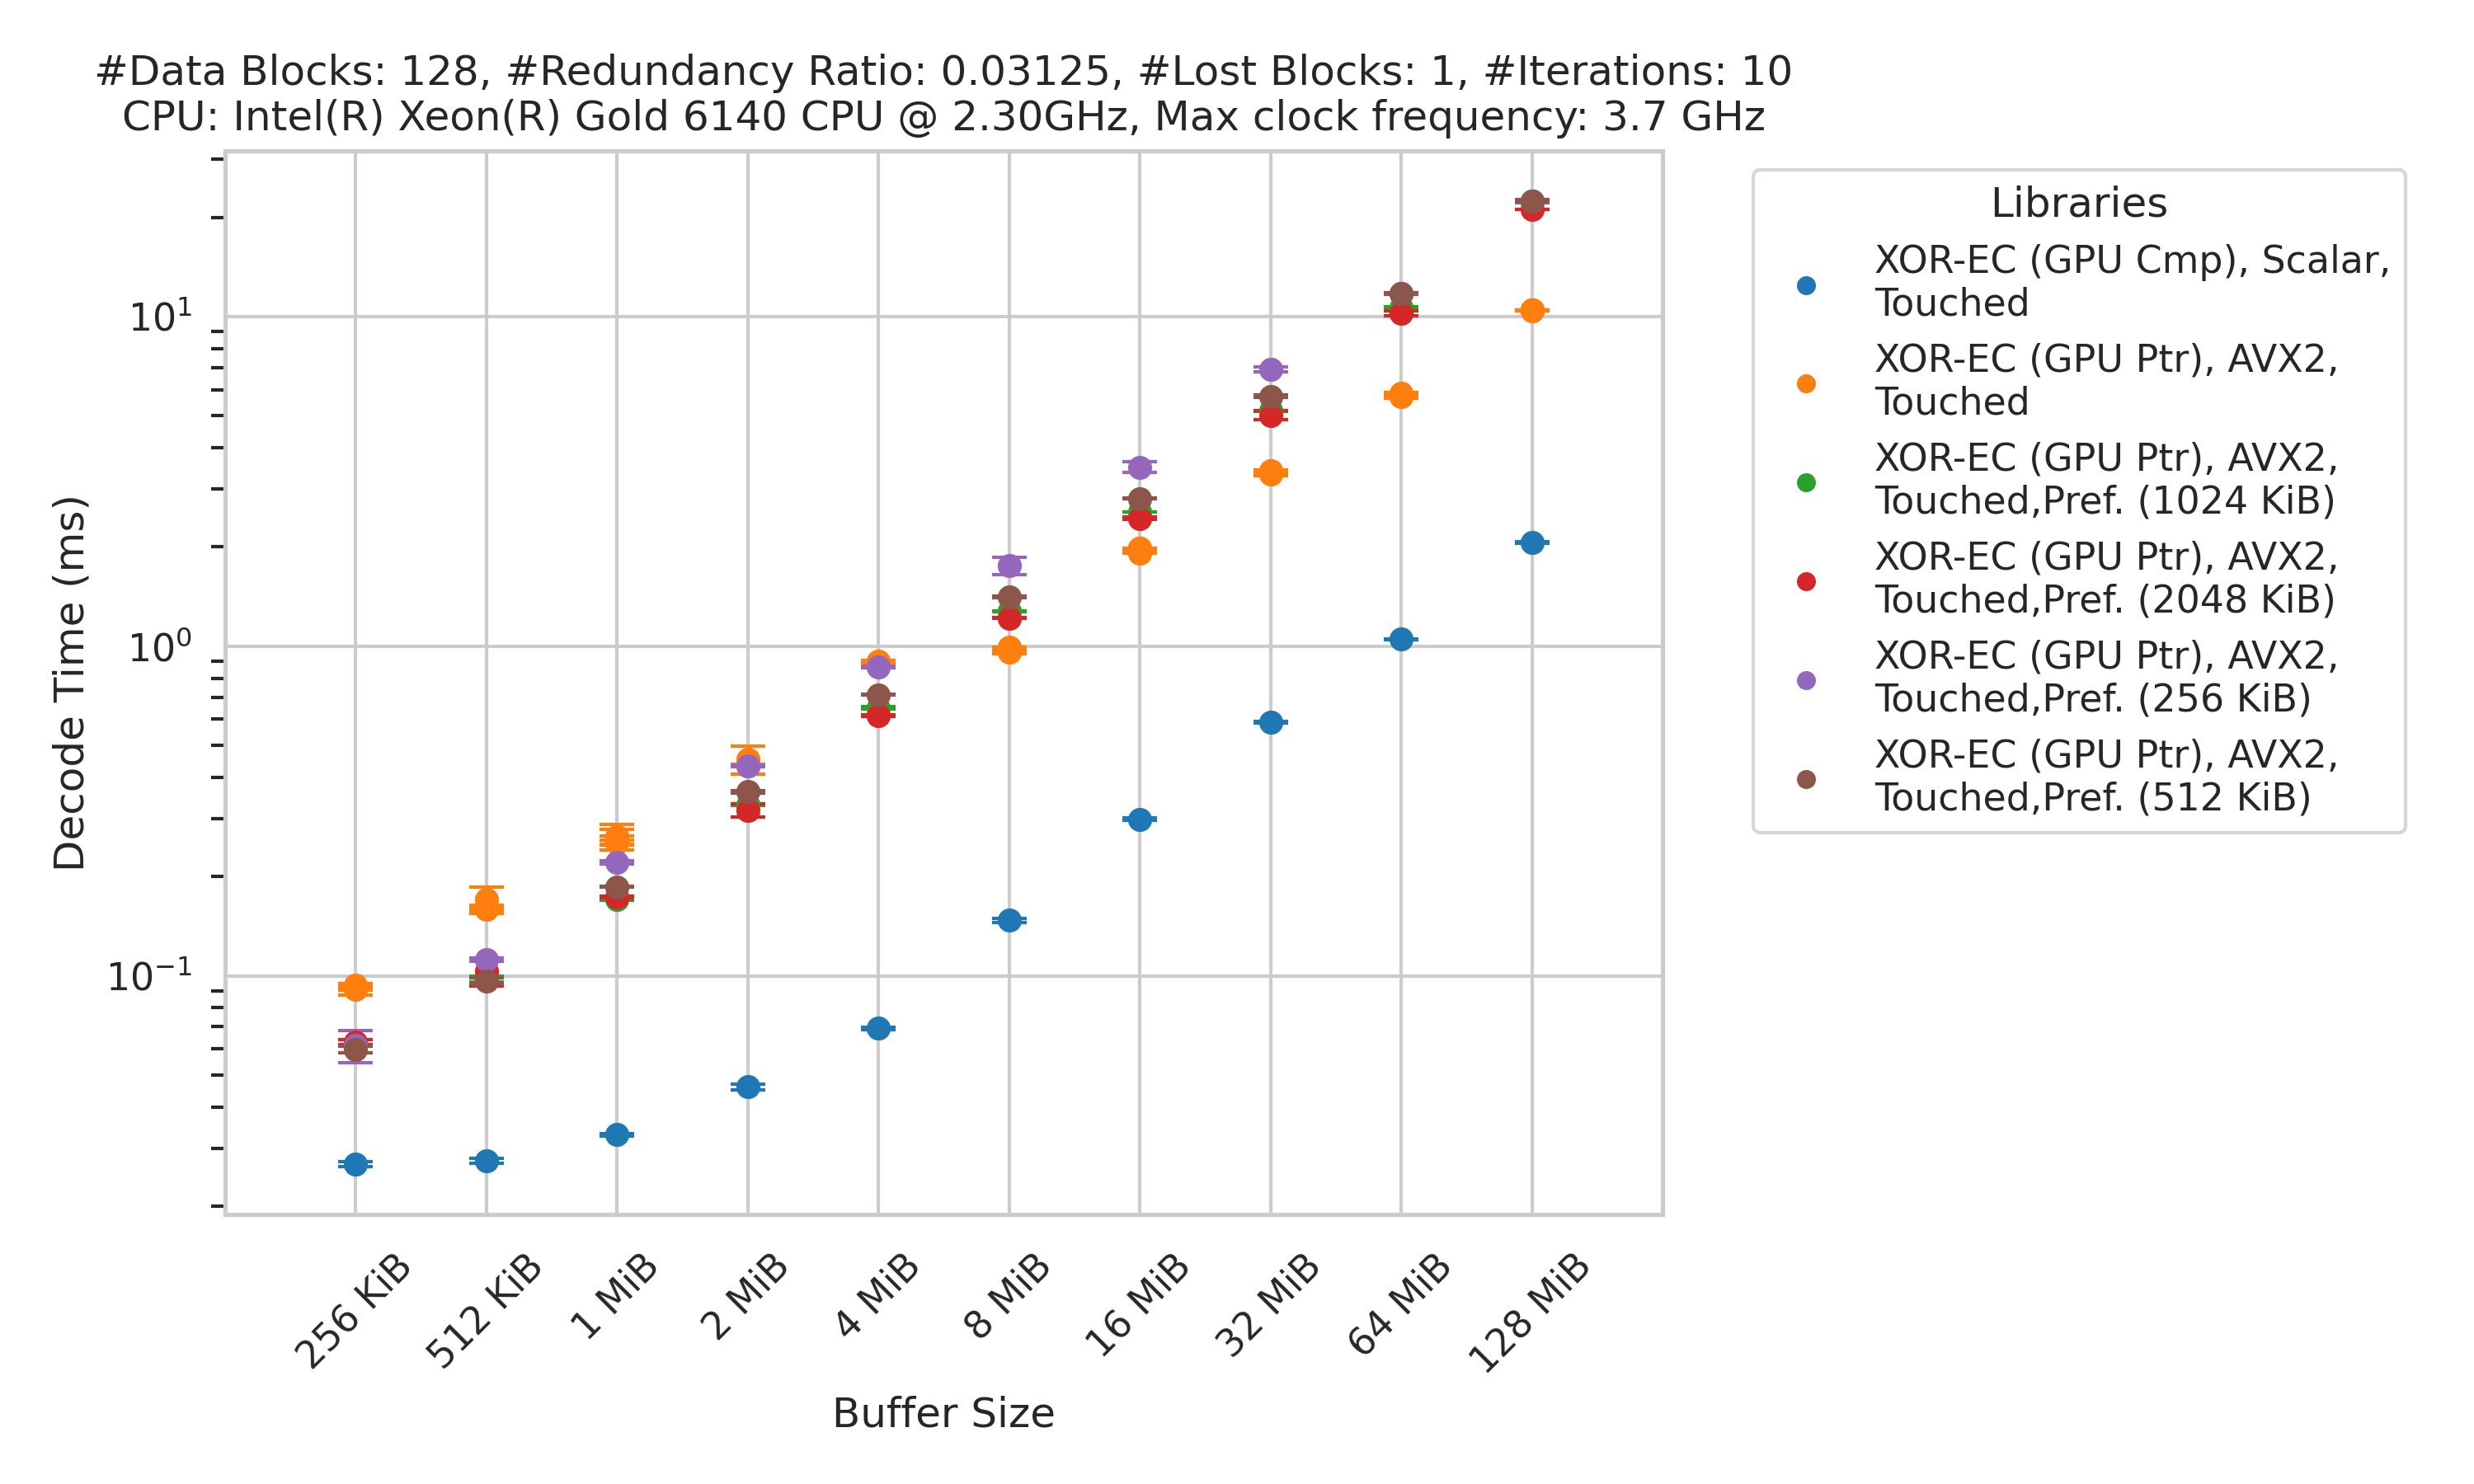 #Data Blocks: 128, #Redundancy Ratio: 0.03125, #Lost Blocks: 1, #Iterations: 10
CPU: Intel(R) Xeon(R) Gold 6140 CPU @ 2.30GHz, Max clock frequency: 3.7 GHz
Decode Time (ms)
10¹
10⁰
10⁻¹
256 KiB
512 KiB
1 MiB
2 MiB
4 MiB
8 MiB
16 MiB
32 MiB
64 MiB
128 MiB
Buffer Size
Libraries
XOR-EC (GPU Cmp), Scalar,
Touched
XOR-EC (GPU Ptr), AVX2,
Touched
XOR-EC (GPU Ptr), AVX2,
Touched,Pref. (1024 KiB)
XOR-EC (GPU Ptr), AVX2,
Touched,Pref. (2048 KiB)
XOR-EC (GPU Ptr), AVX2,
Touched,Pref. (256 KiB)
XOR-EC (GPU Ptr), AVX2,
Touched,Pref. (512 KiB)